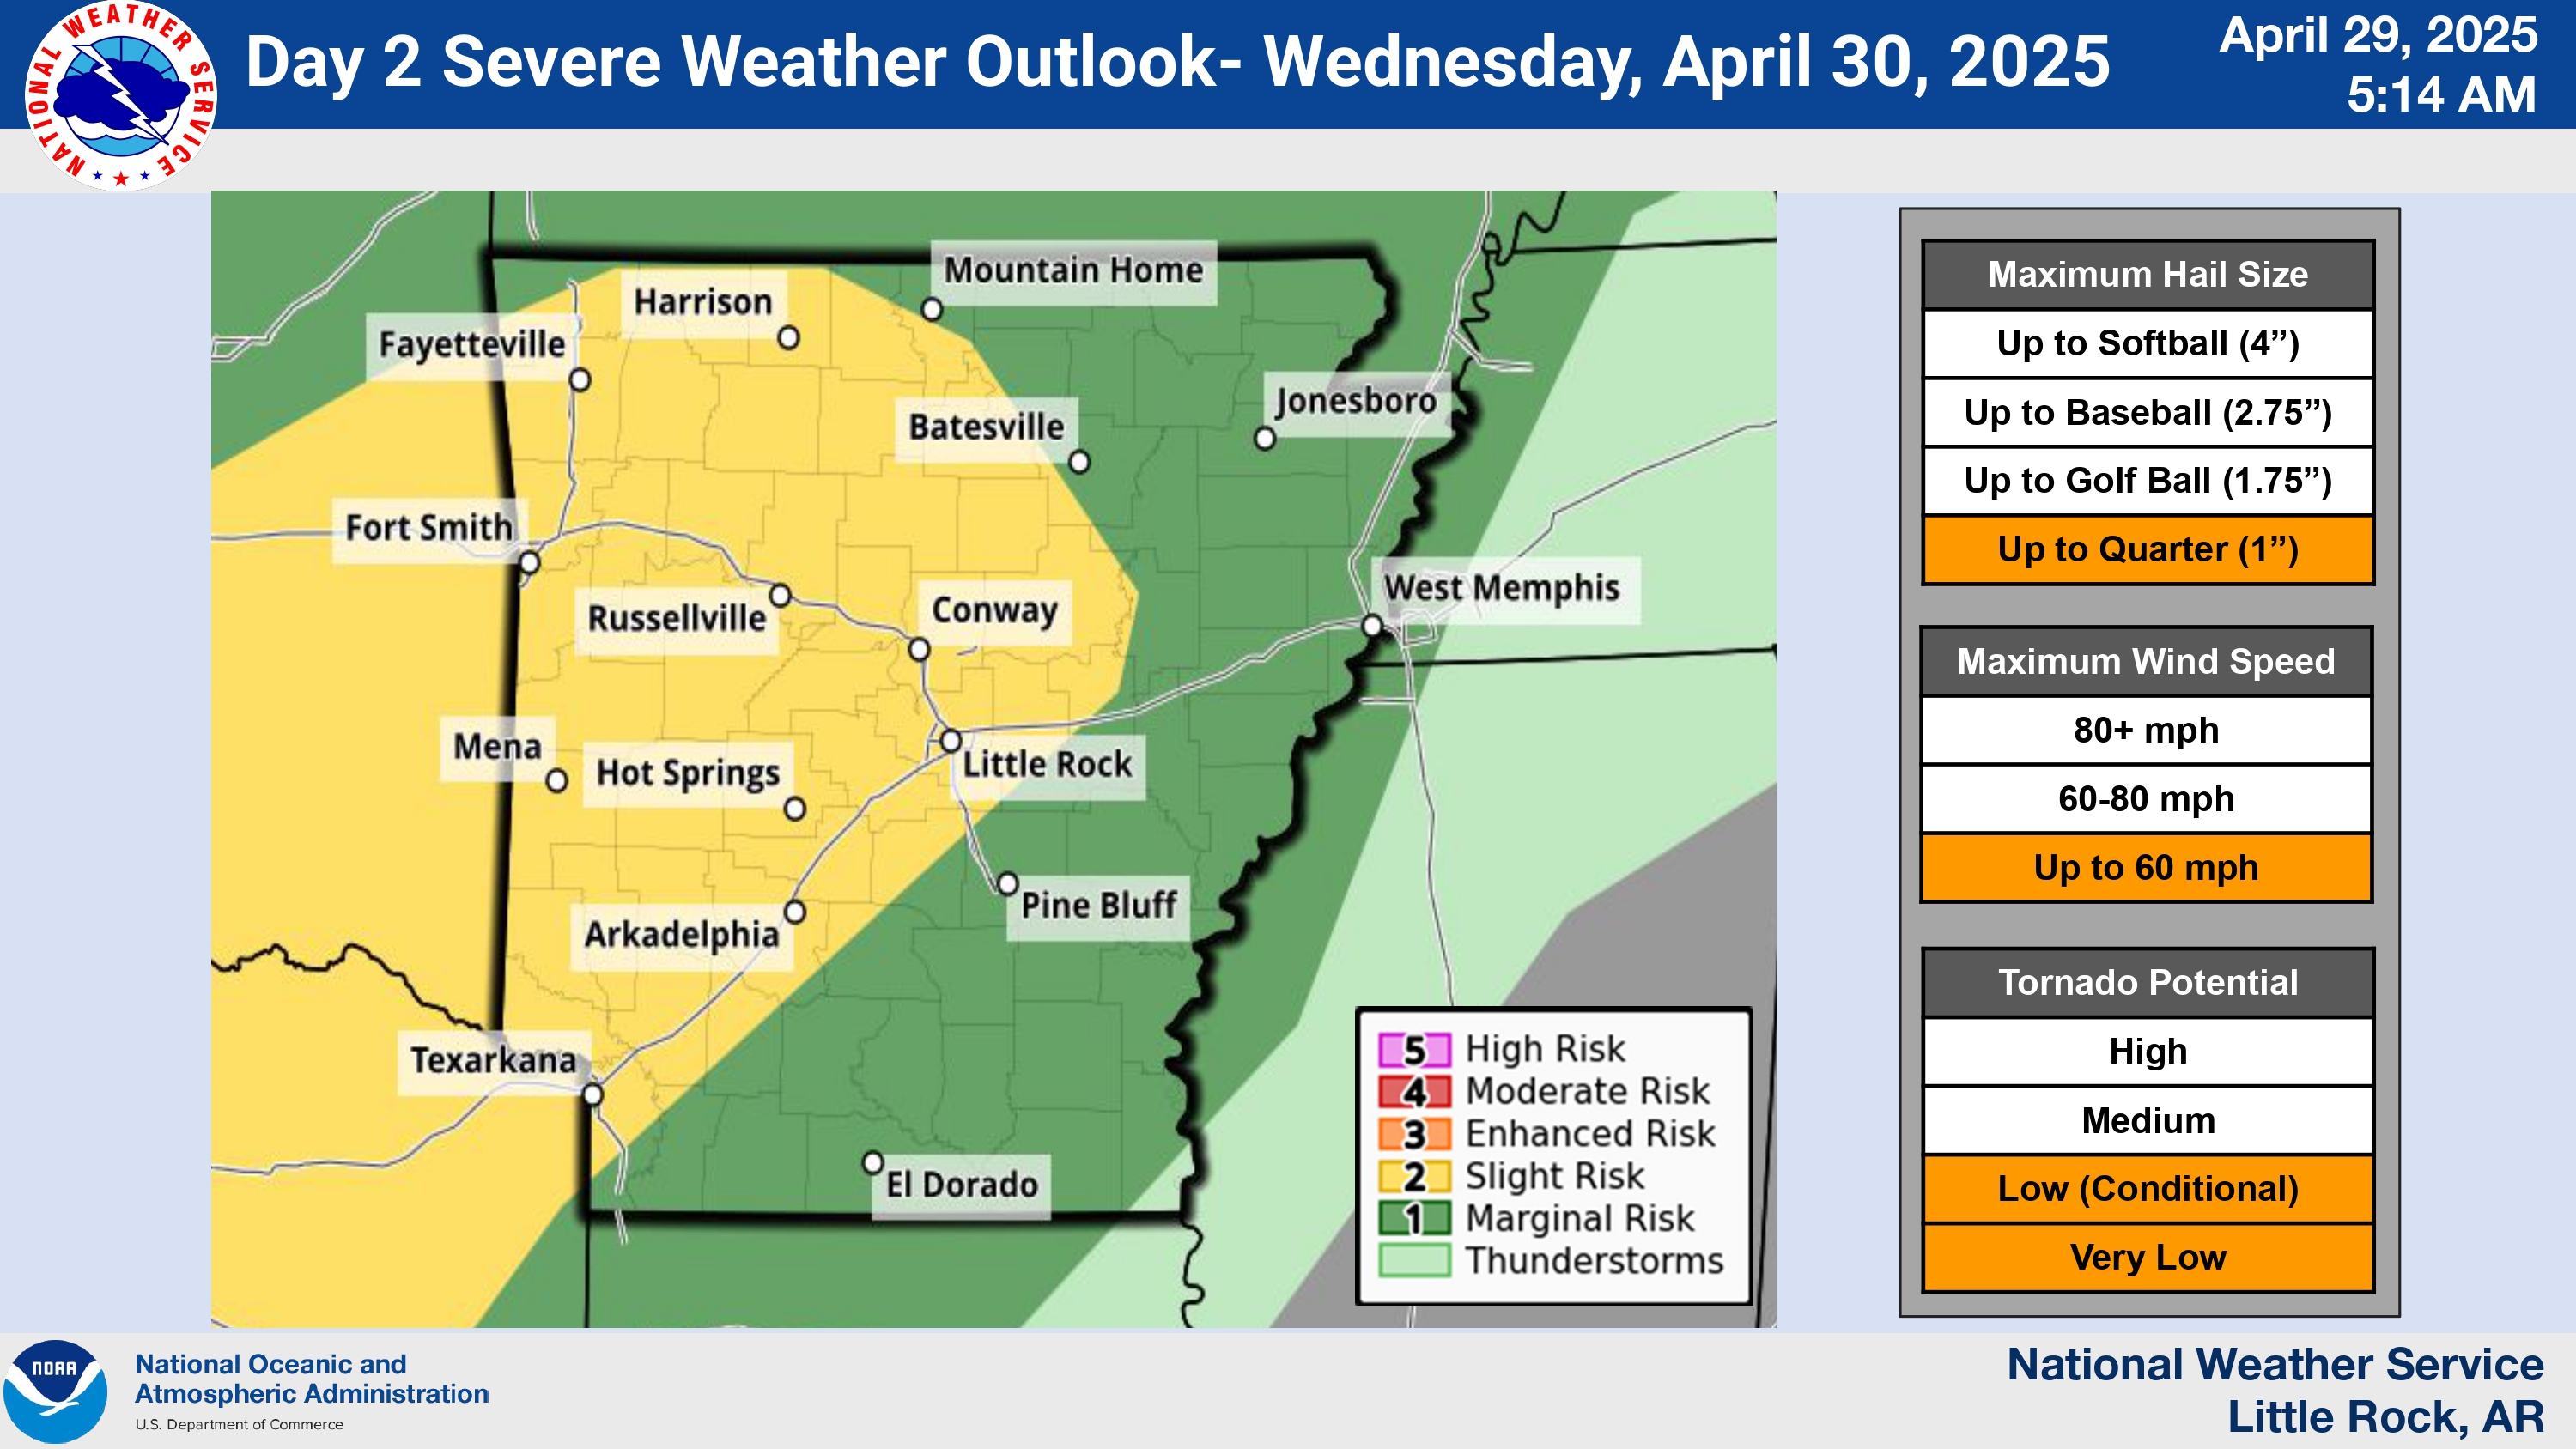 NATIONAL WEATHER SERVICE
Day 2 Severe Weather Outlook- Wednesday, April 30, 2025
April 29, 2025
5:14 AM
Mountain Home
Harrison
Fayetteville
Jonesboro
Batesville
Fort Smith
West Memphis
Russellville
Conway
Mena
Hot Springs
Little Rock
Pine Bluff
Arkadelphia
Texarkana
El Dorado
5 High Risk
4 Moderate Risk
3 Enhanced Risk
2 Slight Risk
1 Marginal Risk
Thunderstorms
Maximum Hail Size
Up to Softball (4”)
Up to Baseball (2.75”)
Up to Golf Ball (1.75”)
Up to Quarter (1”)
Maximum Wind Speed
80+ mph
60-80 mph
Up to 60 mph
Tornado Potential
High
Medium
Low (Conditional)
Very Low
NOAA
National Oceanic and
Atmospheric Administration
U.S. Department of Commerce
National Weather Service
Little Rock, AR